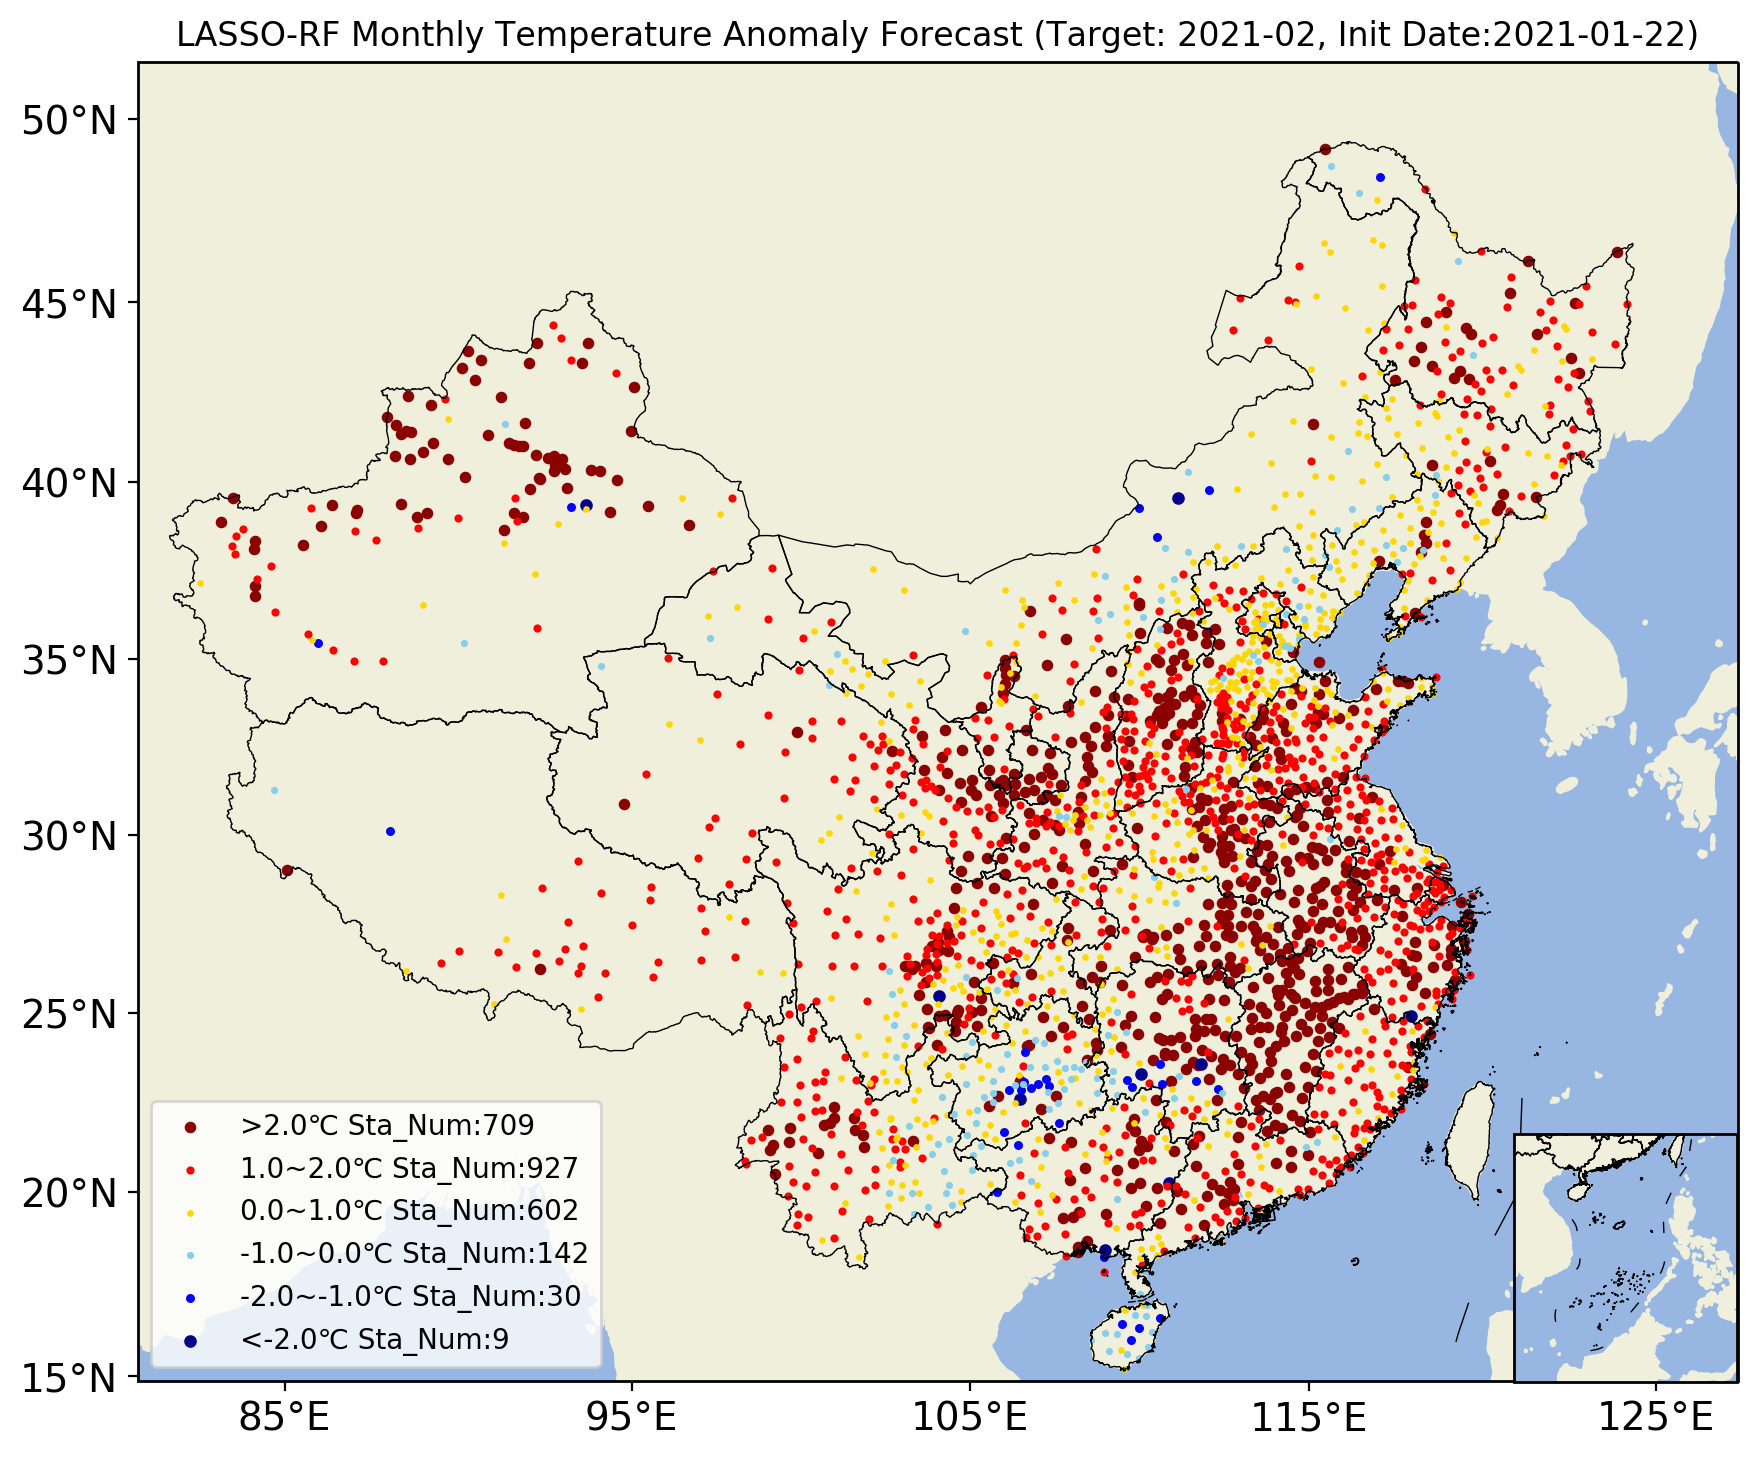 LASSO-RF Monthly Temperature Anomaly Forecast (Target: 2021-02, Init Date:2021-01-22)
50°N
45°N
40°N
35°N
30°N
25°N
20°N
15°N
>2.0℃ Sta_Num:709
1.0~2.0℃ Sta_Num:927
0.0~1.0℃ Sta_Num:602
-1.0~0.0℃ Sta_Num:142
-2.0~-1.0℃ Sta_Num:30
<-2.0℃ Sta_Num:9
85°E
95°E
105°E
115°E
125°E